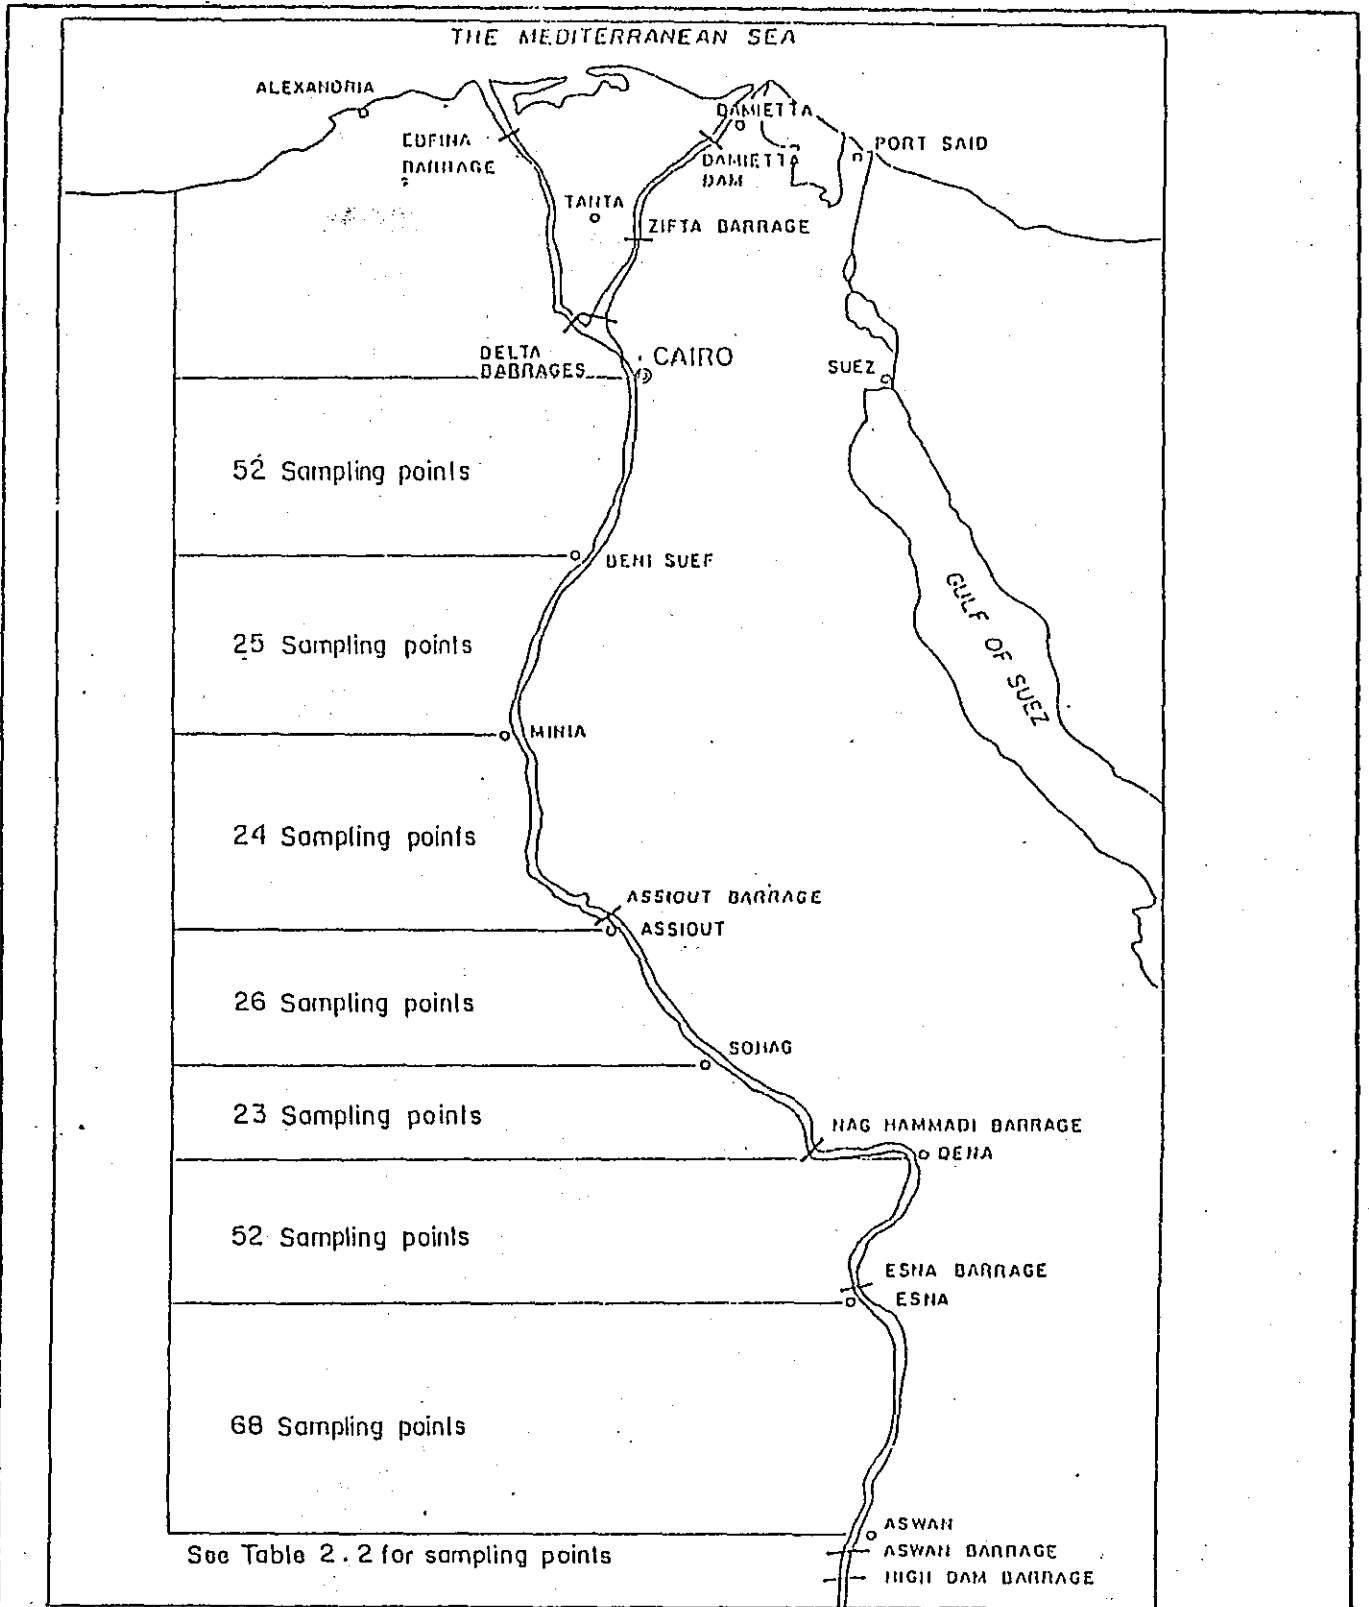 THE MEDITERRANEAN SEA
ALEXANDRIA
DAMIETTA
EDFINA
BARRAGE
PORT SAID
DAMIETTA
DAM
TANTA
ZIFTA BARRAGE
DELTA
BARRAGES
CAIRO
SUEZ
52 Sampling points
BENI SUEF
GULF OF SUEZ
25 Sampling points
MINIA
24 Sampling points
ASSIOUT BARRAGE
ASSIOUT
26 Sampling points
SOHAG
23 Sampling points
NAG HAMMADI BARRAGE
QENA
52 Sampling points
ESNA BARRAGE
ESNA
68 Sampling points
ASWAN
See Table 2.2 for sampling points
ASWAN BARRAGE
HIGH DAM BARRAGE